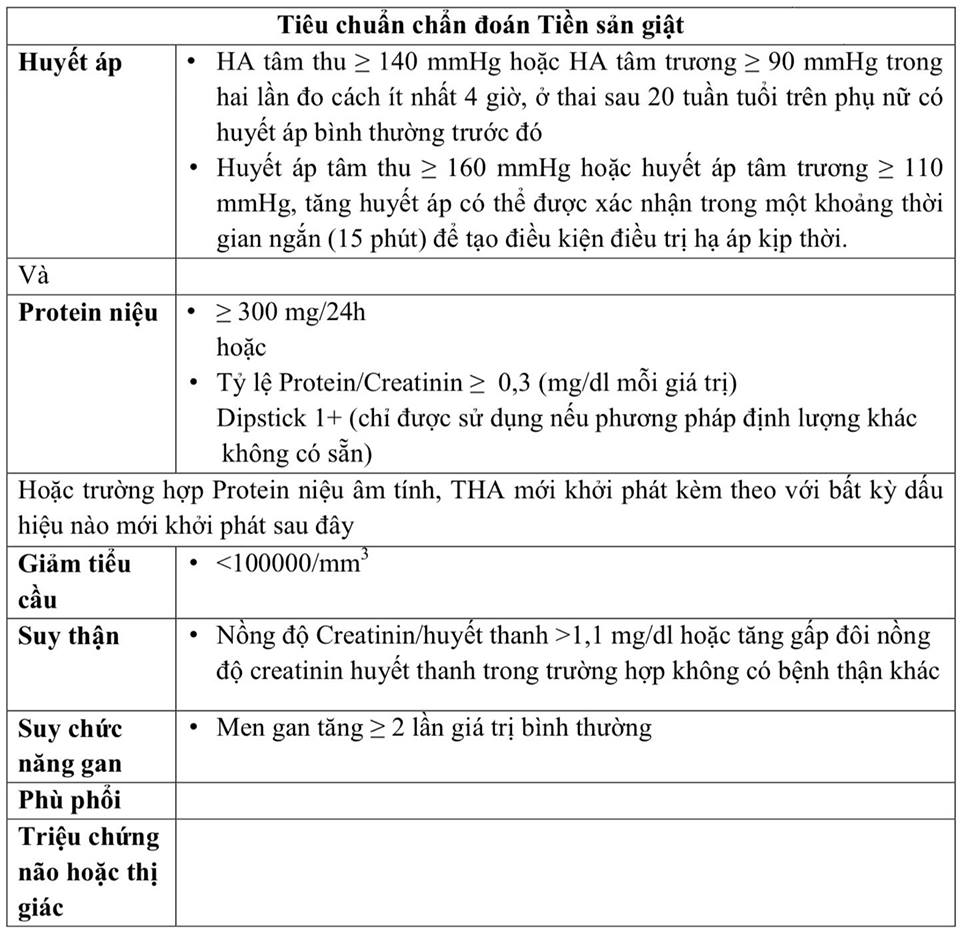 Tiêu chuẩn chẩn đoán Tiền sản giật
Huyết áp
• HA tâm thu ≥ 140 mmHg hoặc HA tâm trương ≥ 90 mmHg trong
hai lần đo cách ít nhất 4 giờ, ở thai sau 20 tuần tuổi trên phụ nữ có
huyết áp bình thường trước đó
• Huyết áp tâm thu ≥ 160 mmHg hoặc huyết áp tâm trương ≥ 110
mmHg, tăng huyết áp có thể được xác nhận trong một khoảng thời
gian ngắn (15 phút) để tạo điều kiện điều trị hạ áp kịp thời.
Và
Protein niệu
• ≥ 300 mg/24h
hoặc
• Tỷ lệ Protein/Creatinin ≥ 0,3 (mg/dl mỗi giá trị)
Dipstick 1+ (chỉ được sử dụng nếu phương pháp định lượng khác
không có sẵn)
Hoặc trường hợp Protein niệu âm tính, THA mới khởi phát kèm theo với bất kỳ dấu
hiệu nào mới khởi phát sau đây
Giảm tiểu
cầu
• <100000/mm³
Suy thận
• Nồng độ Creatinin/huyết thanh >1,1 mg/dl hoặc tăng gấp đôi nồng
độ creatinin huyết thanh trong trường hợp không có bệnh thận khác
Suy chức
năng gan
• Men gan tăng ≥ 2 lần giá trị bình thường
Phù phổi
Triệu chứng
não hoặc thị
giác